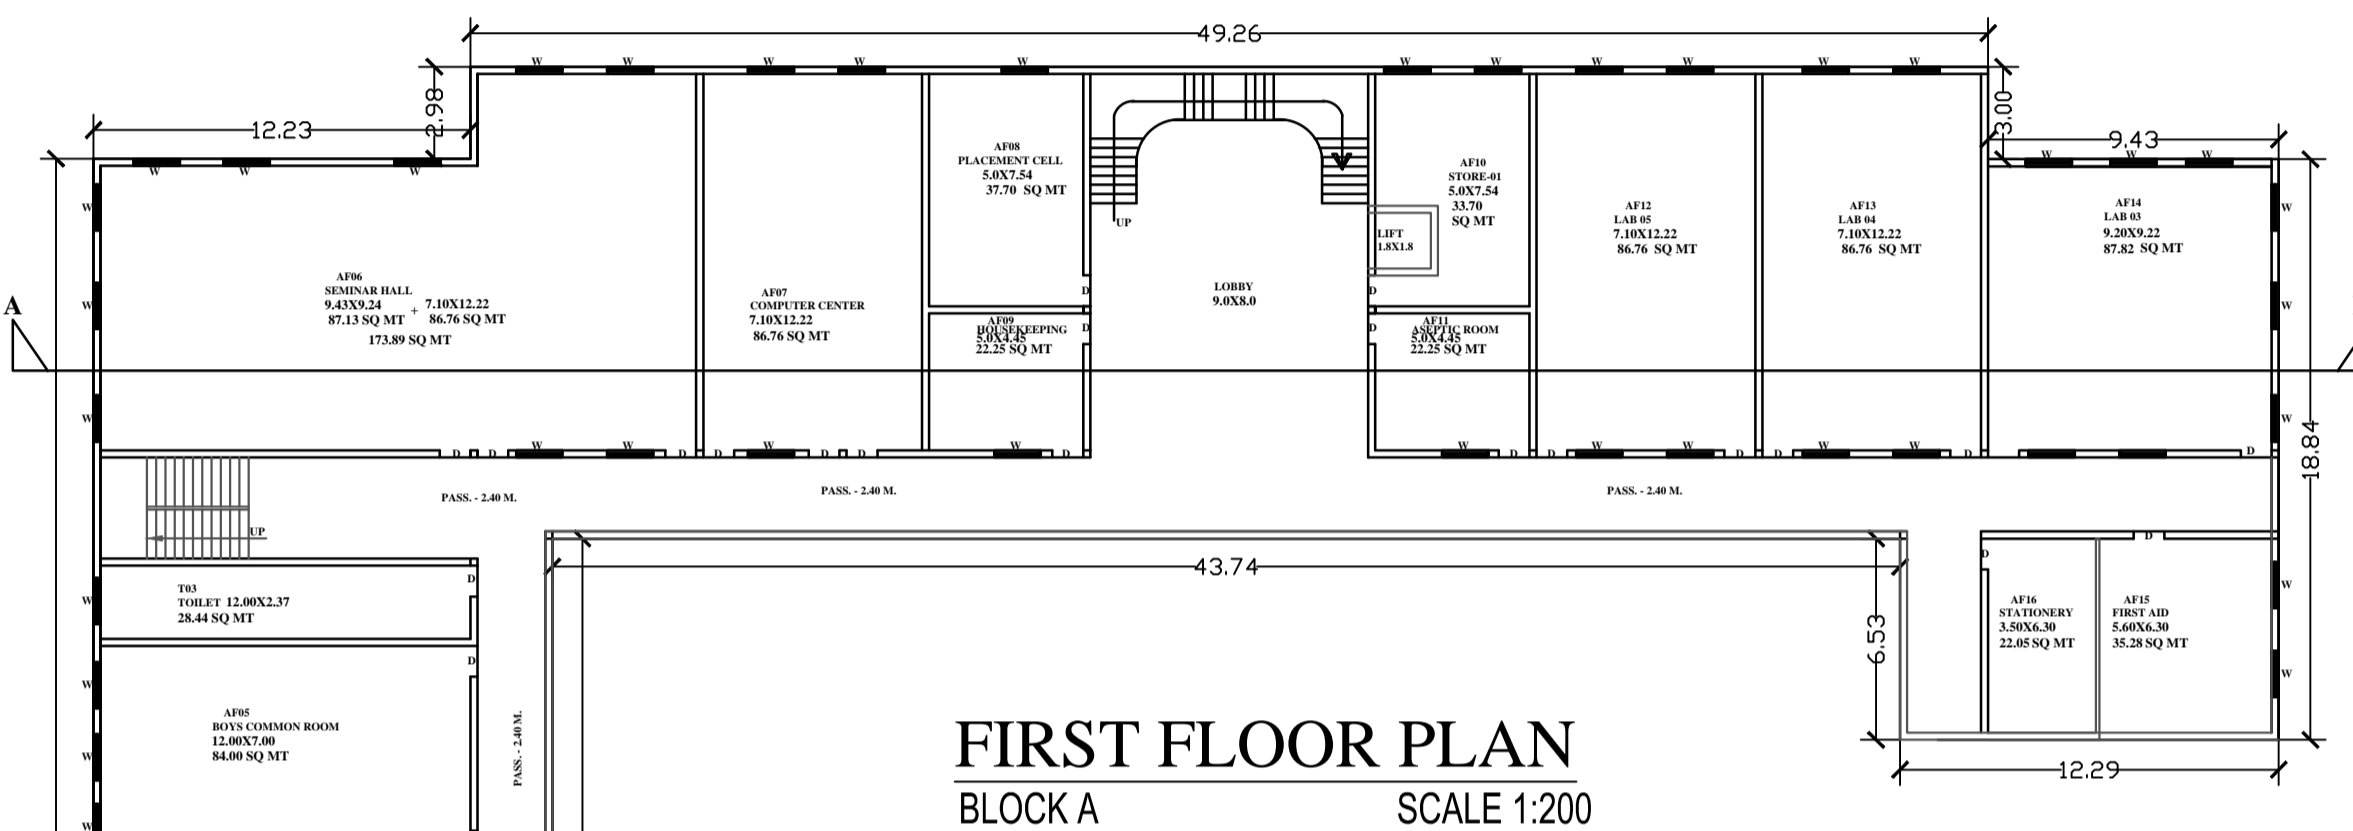 49.26
W W W W W W W W W W W
2.98
3.00
12.23
9.43
W W W
W W W
AF08
PLACEMENT CELL
5.0X7.54
37.70 SQ MT
AF10
STORE-01
5.0X7.54
33.70
SQ MT
W
UP
LIFT
1.8X1.8
AF12
LAB 05
7.10X12.22
86.76 SQ MT
AF13
LAB 04
7.10X12.22
86.76 SQ MT
AF14
LAB 03
9.20X9.22
87.82 SQ MT
W
A
W
AF06
SEMINAR HALL
9.43X9.24 7.10X12.22
87.13 SQ MT + 86.76 SQ MT
173.89 SQ MT
AF07
COMPUTER CENTER
7.10X12.22
86.76 SQ MT
D
LOBBY
9.0X8.0
D
W
AF09
HOUSEKEEPING
5.0X4.45
22.25 SQ MT
D
D
AF11
ASEPTIC ROOM
5.0X4.45
22.25 SQ MT
W
W
W W W W W W W W W
D D D D D D D D D D D D D
18.84
PASS. - 2.40 M.
PASS. - 2.40 M.
PASS. - 2.40 M.
UP
43.74
D
T03
TOILET 12.00X2.37
28.44 SQ MT
W
D
D
D
W
6.53
AF16
STATIONERY
3.50X6.30
22.05 SQ MT
AF15
FIRST AID
5.60X6.30
35.28 SQ MT
W
W
AF05
BOYS COMMON ROOM
12.00X7.00
84.00 SQ MT
W
W
PASS. - 2.40 M.
12.29
FIRST FLOOR PLAN
BLOCK A SCALE 1:200